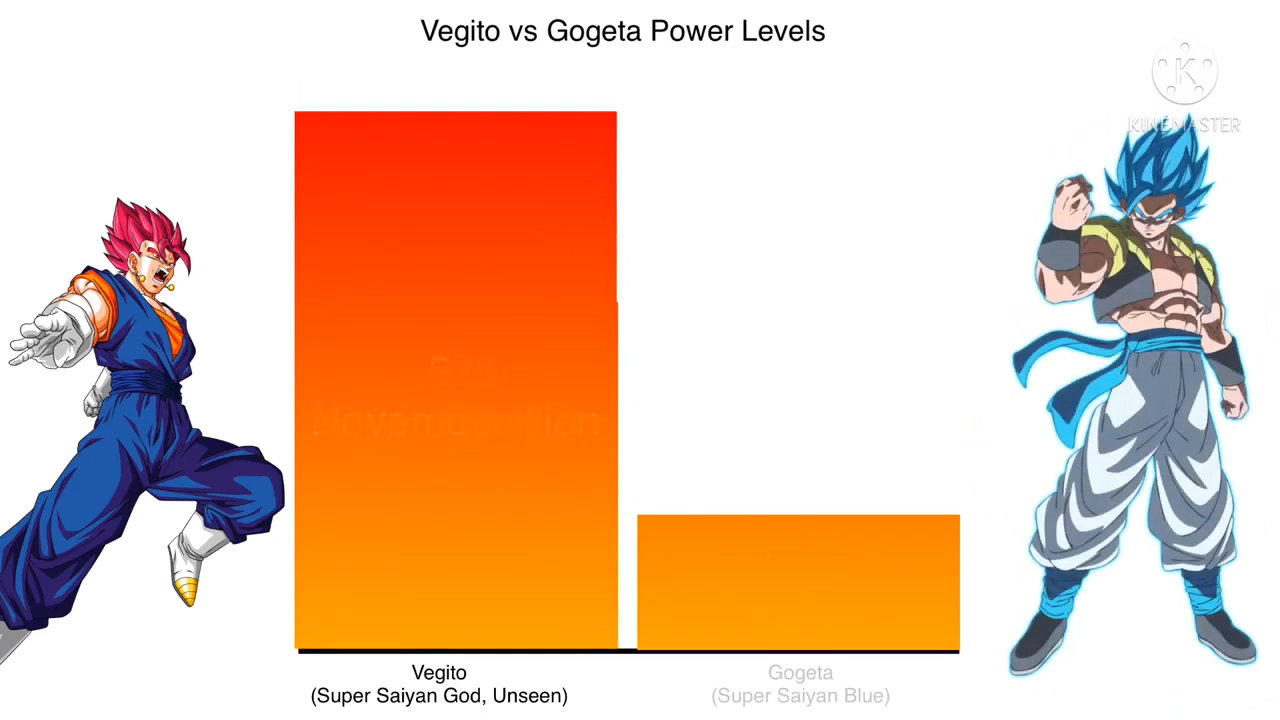 Vegito vs Gogeta Power Levels
K
KINEMASTER
Vegito
(Super Saiyan God, Unseen)
Gogeta
(Super Saiyan Blue)